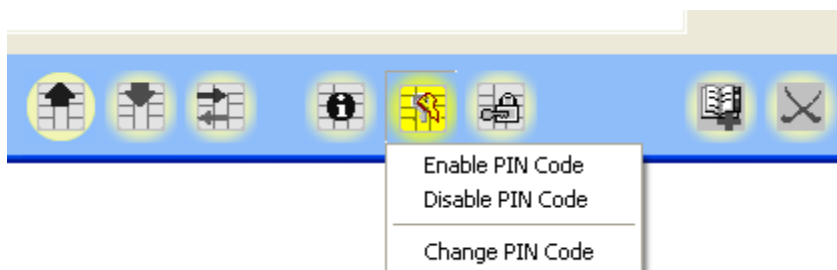 Enable PIN Code
Disable PIN Code
Change PIN Code